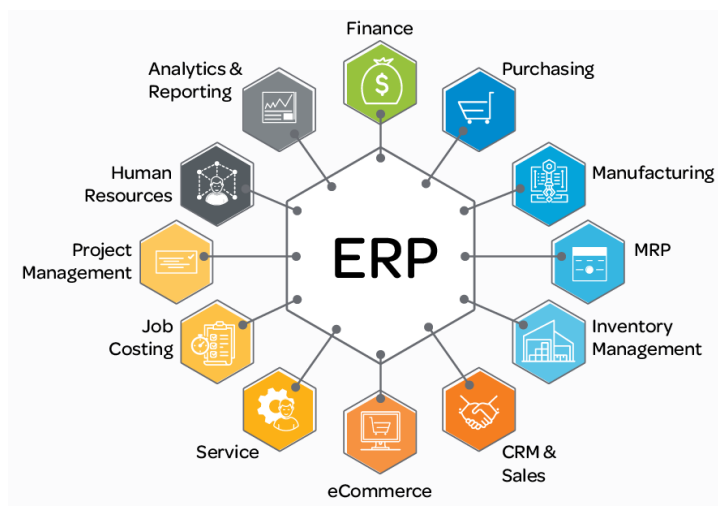 Finance
Purchasing
Manufacturing
MRP
Inventory
Management
CRM &
Sales
eCommerce
Service
Job
Costing
Project
Management
Human
Resources
Analytics &
Reporting
ERP
$